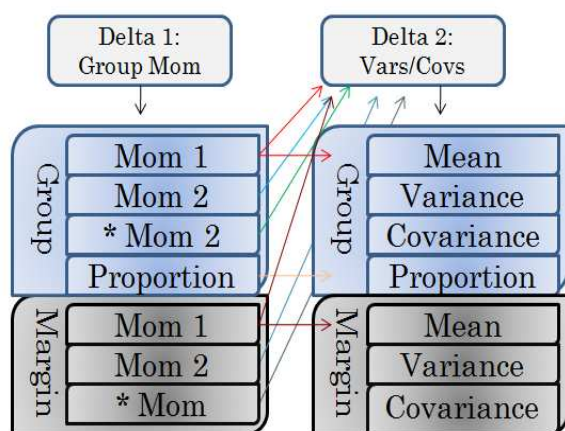 Delta 1:
Group Mom
Delta 2:
Vars/Covs
Group
Mom 1
Mom 2
* Mom 2
Proportion
Margin
Mom 1
Mom 2
* Mom
Group
Mean
Variance
Covariance
Proportion
Margin
Mean
Variance
Covariance